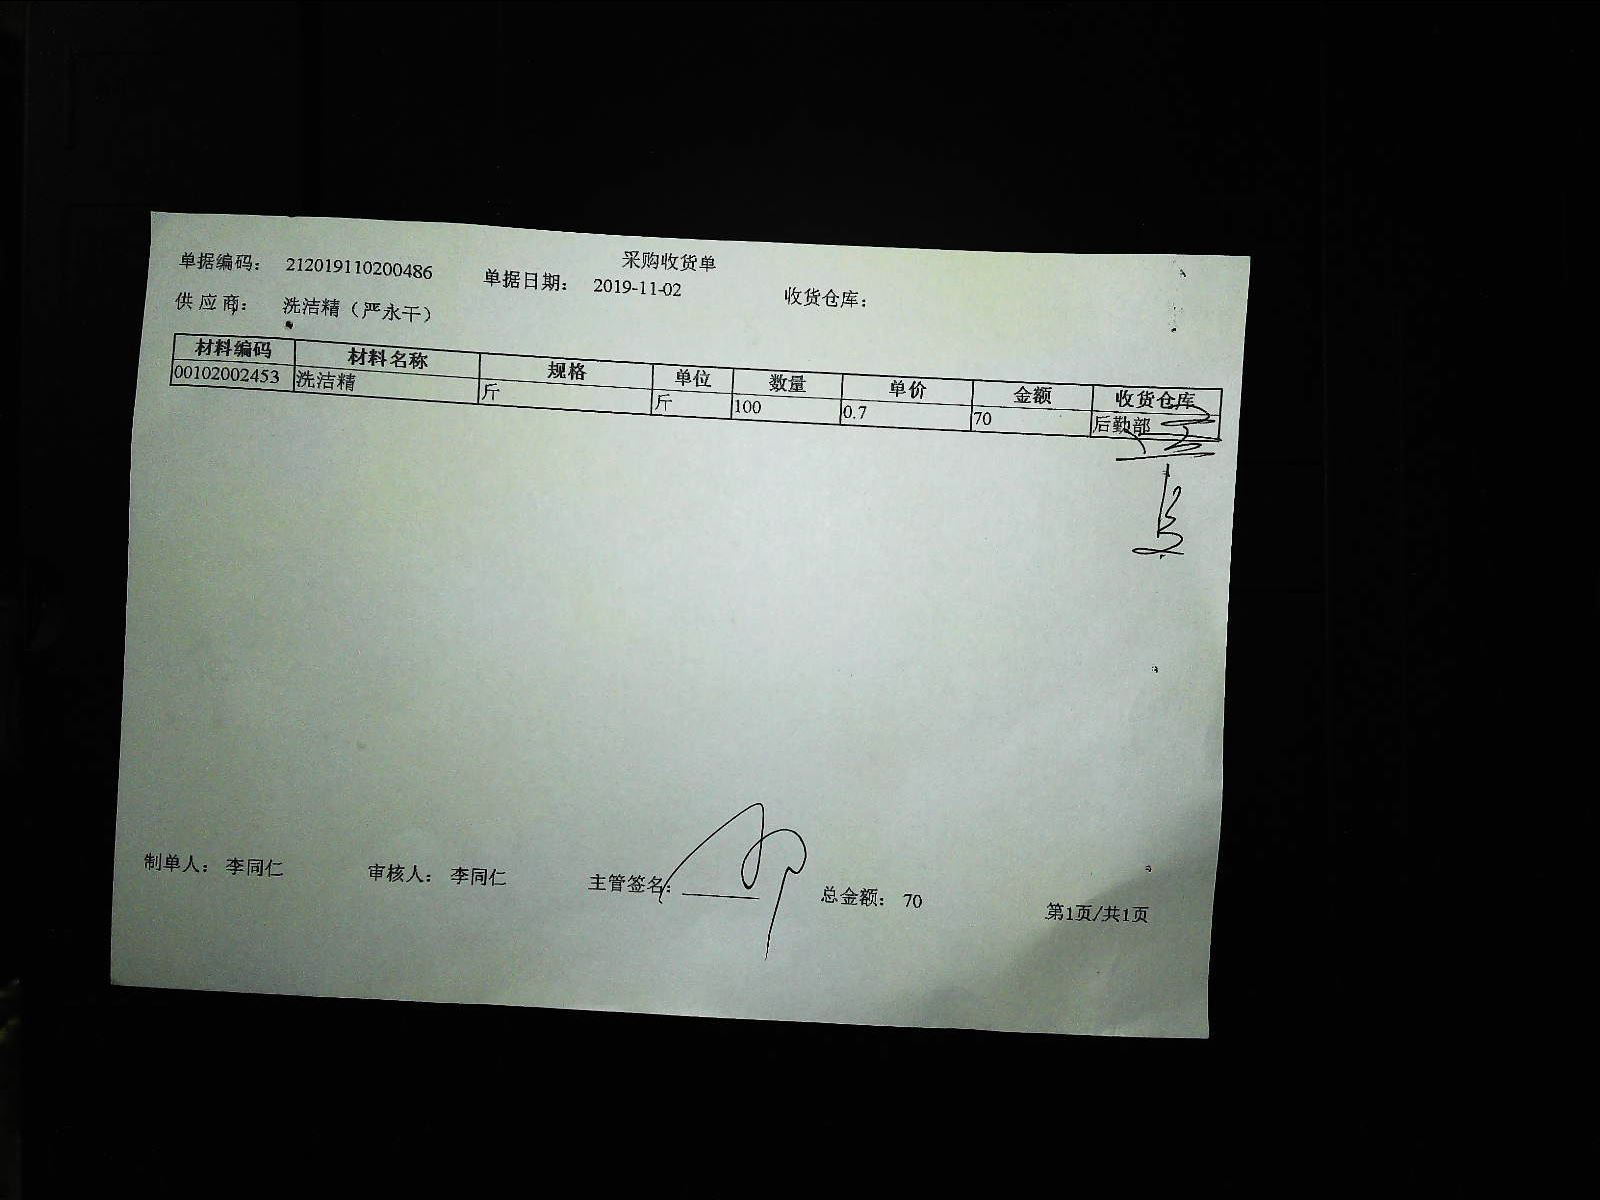 采购收货单
单据编码： 212019110200486 单据日期： 2019-11-02 收货仓库：
供 应 商： 洗洁精（严永干）
材料编码 材料名称 规格 单位 数量 单价 金额 收货仓库
00102002453 洗洁精 斤 斤 100 0.7 70 后勤部
制单人： 李同仁 审核人： 李同仁 主管签名： 总金额： 70
第1页/共1页